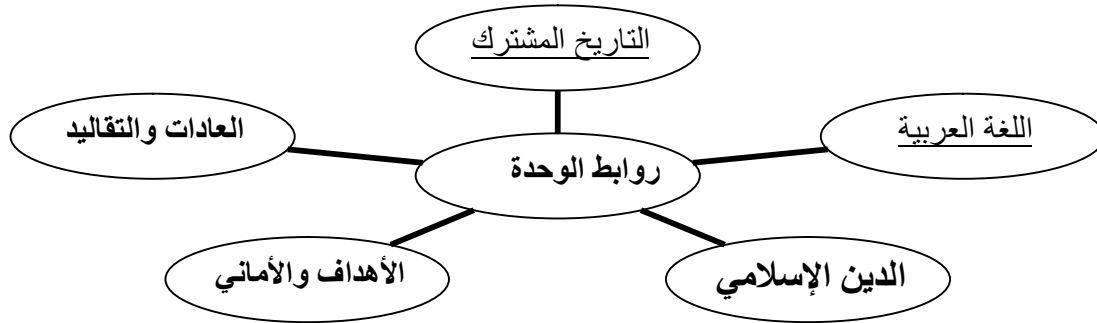 التاريخ المشترك
اللغة العربية
العادات والتقاليد
روابط الوحدة
الدين الإسلامي
الأهداف والأماني